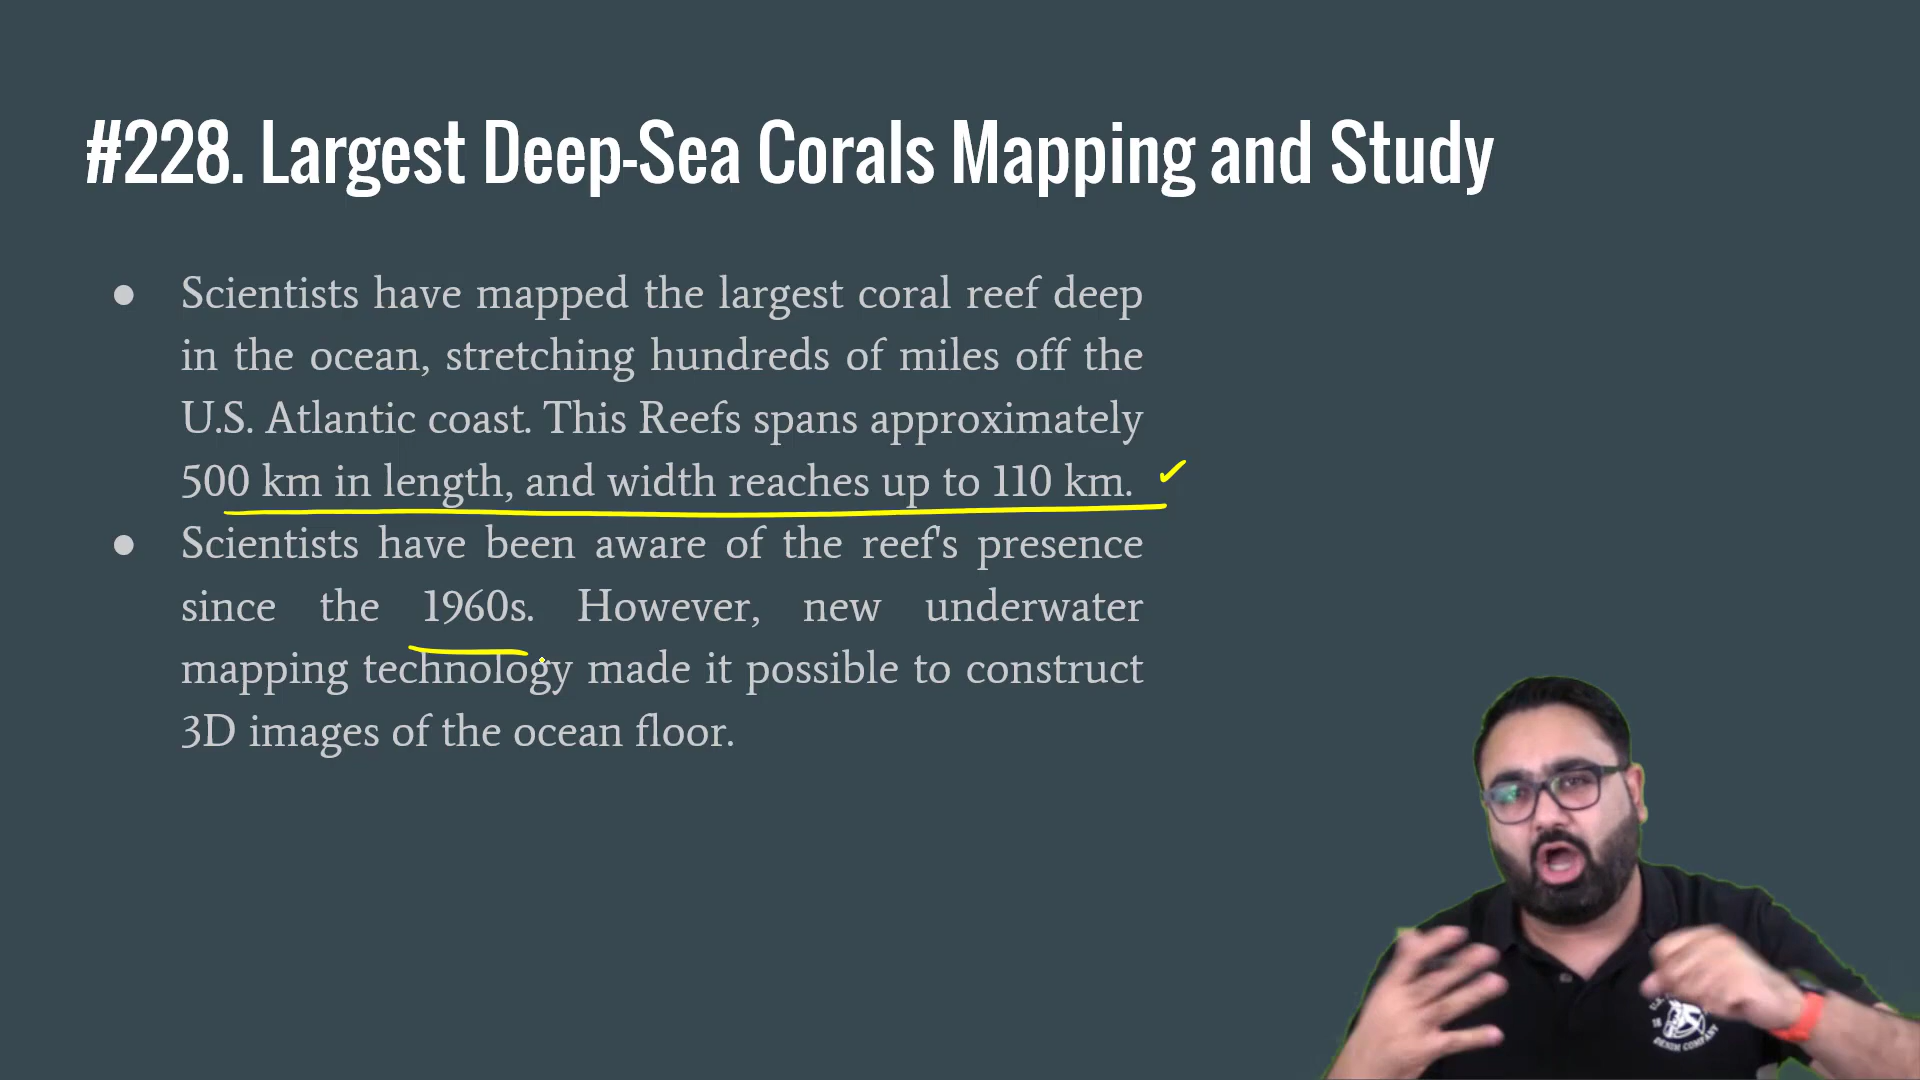 #228. Largest Deep-Sea Corals Mapping and Study
● Scientists have mapped the largest coral reef deep
in the ocean, stretching hundreds of miles off the
U.S. Atlantic coast. This Reefs spans approximately
500 km in length, and width reaches up to 110 km.
● Scientists have been aware of the reef's presence
since the 1960s. However, new underwater
mapping technology made it possible to construct
3D images of the ocean floor.
DENIM COMPANY